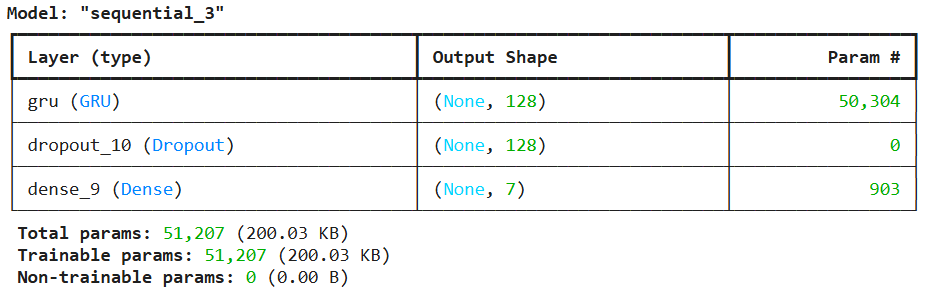 Model: "sequential_3"
Layer (type) Output Shape Param #
gru (GRU) (None, 128) 50,304
dropout_10 (Dropout) (None, 128) 0
dense_9 (Dense) (None, 7) 903
Total params: 51,207 (200.03 KB)
Trainable params: 51,207 (200.03 KB)
Non-trainable params: 0 (0.00 B)